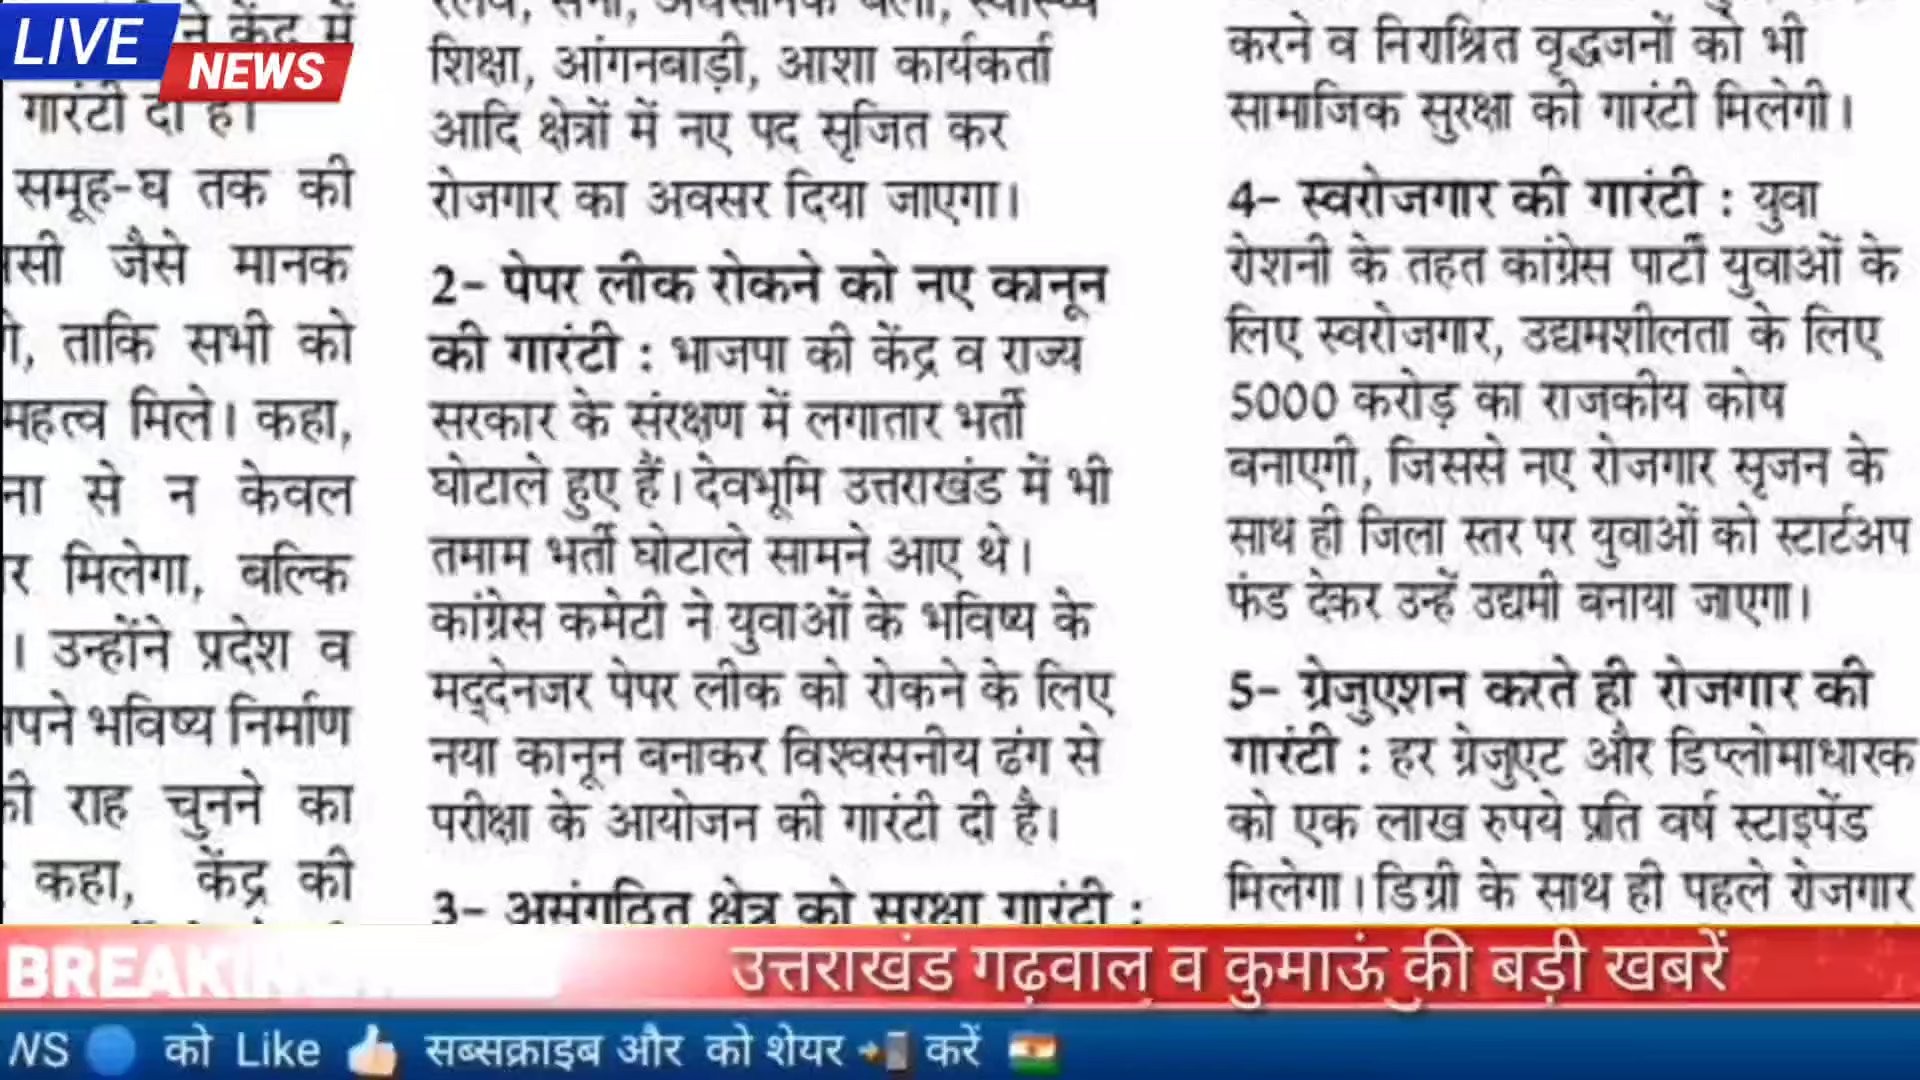 LIVE
NEWS
ने केंद्र में
गारंटी दी है।
समूह-घ तक की
जैसे मानक
ताकि सभी को
महत्व मिले। कहा,
ना से न केवल
मिलेगा, बल्कि
। उन्होंने प्रदेश व
भविष्य निर्माण
की राह चुनने का
कहा, केंद्र की
शिक्षा, आंगनबाड़ी, आशा कार्यकर्ता
आदि क्षेत्रों में नए पद सृजित कर
रोजगार का अवसर दिया जाएगा।
2- पेपर लीक रोकने को नए कानून
की गारंटी : भाजपा की केंद्र व राज्य
सरकार के संरक्षण में लगातार भर्ती
घोटाले हुए हैं। देवभूमि उत्तराखंड में भी
तमाम भर्ती घोटाले सामने आए थे।
कांग्रेस कमेटी ने युवाओं के भविष्य के
मद्देनजर पेपर लीक को रोकने के लिए
नया कानून बनाकर विश्वसनीय ढंग से
परीक्षा के आयोजन की गारंटी दी है।
3- असंगठित क्षेत्र को सुरक्षा गारंटी :
करने व निराश्रित वृद्धजनों को भी
सामाजिक सुरक्षा की गारंटी मिलेगी।
4- स्वरोजगार की गारंटी : युवा
रोशनी के तहत कांग्रेस पार्टी युवाओं के
लिए स्वरोजगार, उद्यमशीलता के लिए
5000 करोड़ का राजकीय कोष
बनाएगी, जिससे नए रोजगार सृजन के
साथ ही जिला स्तर पर युवाओं को स्टार्टअप
फंड देकर उन्हें उद्यमी बनाया जाएगा।
5- ग्रेजुएशन करते ही रोजगार की
गारंटी : हर ग्रेजुएट और डिप्लोमाधारक
को एक लाख रुपये प्रति वर्ष स्टाइपेंड
मिलेगा। डिग्री के साथ ही पहले रोजगार
उत्तराखंड गढ़वाल व कुमाऊं की बड़ी खबरें
NS को Like सब्सक्राइब और को शेयर करें